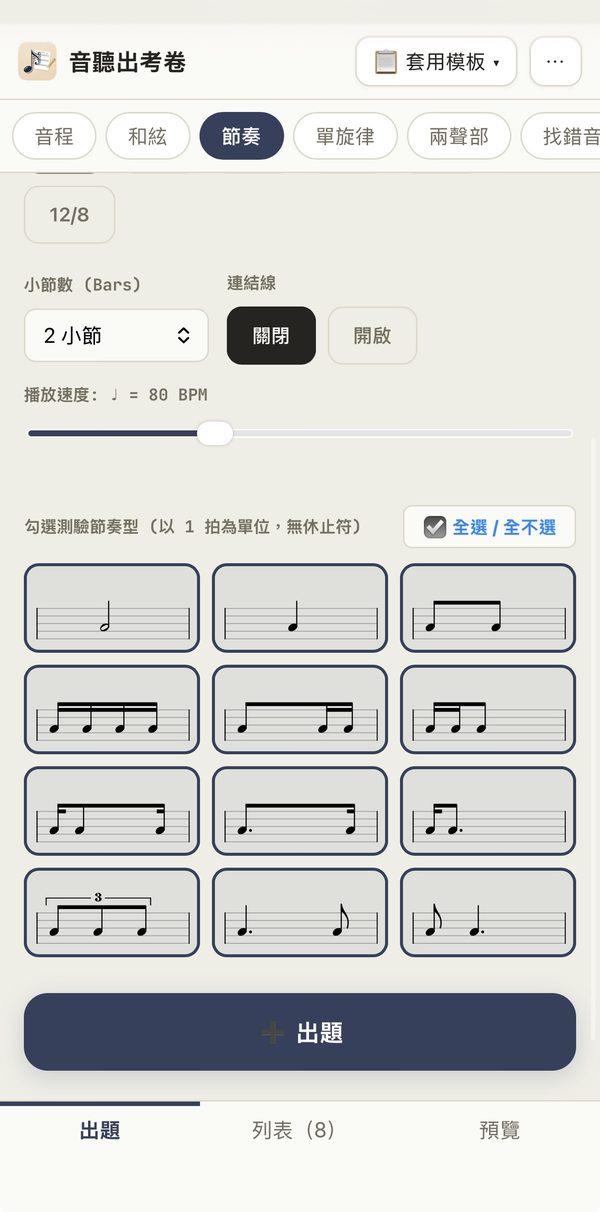 音聽出考卷
📋 套用模板 ▾
⋯
音程 和絃 節奏 單旋律 兩聲部 找錯音
12/8
小節數 (Bars) 連結線
2 小節 關閉 開啟
播放速度: ♩ = 80 BPM
勾選測驗節奏型 (以 1 拍為單位，無休止符)
☑ 全選 / 全不選
3
➕ 出題
出題 列表 (8) 預覽